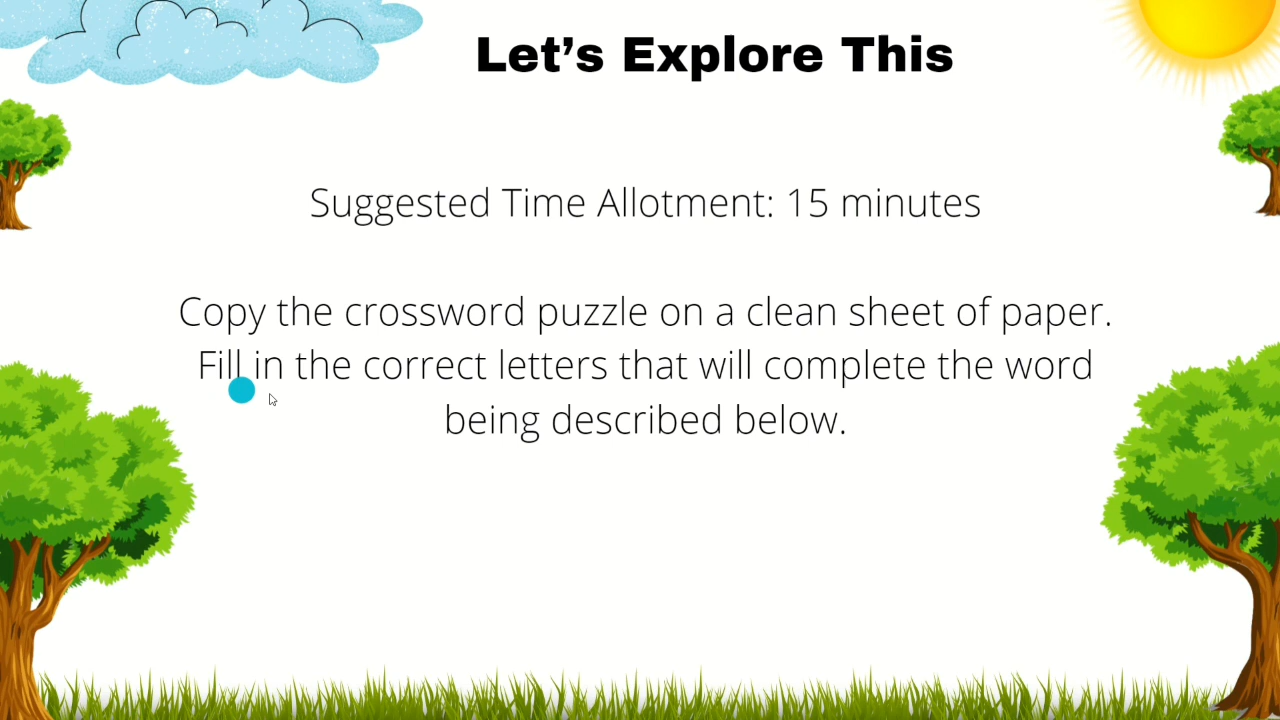 Let’s Explore This
Suggested Time Allotment: 15 minutes
Copy the crossword puzzle on a clean sheet of paper.
Fill in the correct letters that will complete the word
being described below.